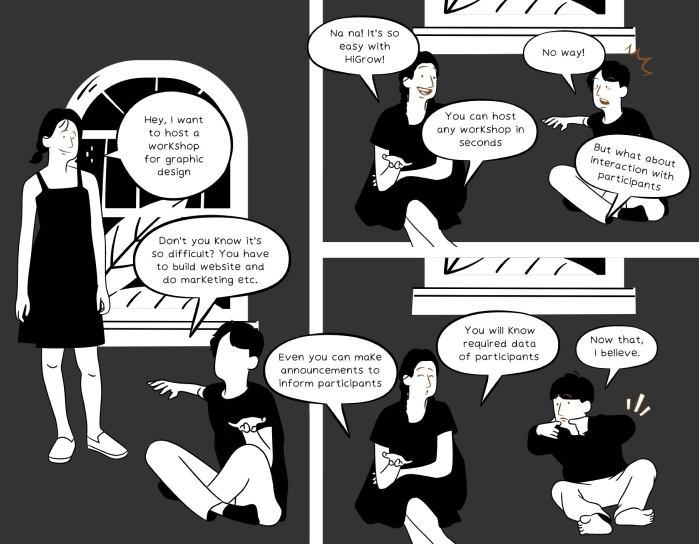 Hey, I want
to host a
workshop
for graphic
design
Don't you Know it's
so difficult? You have
to build website and
do marketing etc.
Na na! It's so
easy with
HiGrow!
No way!
You can host
any workshop in
seconds
But what about
interaction with
participants
Even you can make
announcements to
inform participants
You will Know
required data
of participants
Now that,
I believe.